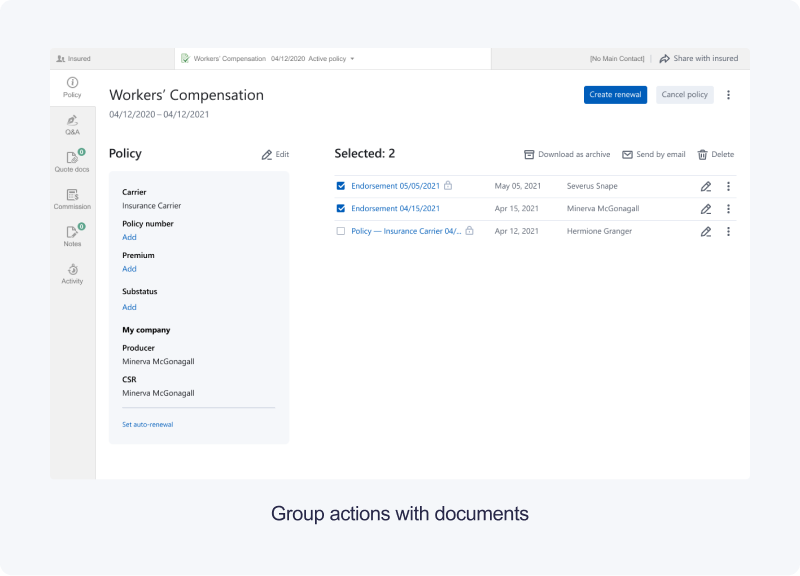 Insured
Workers' Compensation 04/12/2020 Active policy
[No Main Contact]
Share with insured
Policy
Q&A
0
Quote docs
Commission
0
Notes
Activity
Workers' Compensation
04/12/2020 – 04/12/2021
Create renewal
Cancel policy
Policy
Edit
Carrier
Insurance Carrier
Policy number
Add
Premium
Add
Substatus
Add
My company
Producer
Minerva McGonagall
CSR
Minerva McGonagall
Set auto-renewal
Selected: 2
Download as archive
Send by email
Delete
Endorsement 05/05/2021 May 05, 2021 Severus Snape
Endorsement 04/15/2021 Apr 15, 2021 Minerva McGonagall
Policy — Insurance Carrier 04/... Apr 12, 2021 Hermione Granger
Group actions with documents